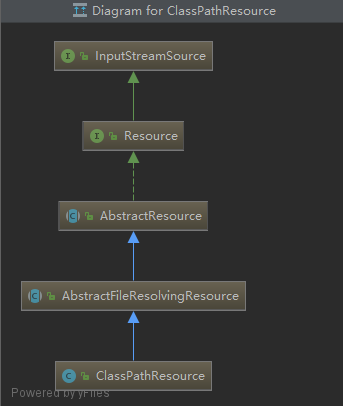 Diagram for ClassPathResource
InputStreamSource
Resource
AbstractResource
AbstractFileResolvingResource
ClassPathResource
Powered by yFiles